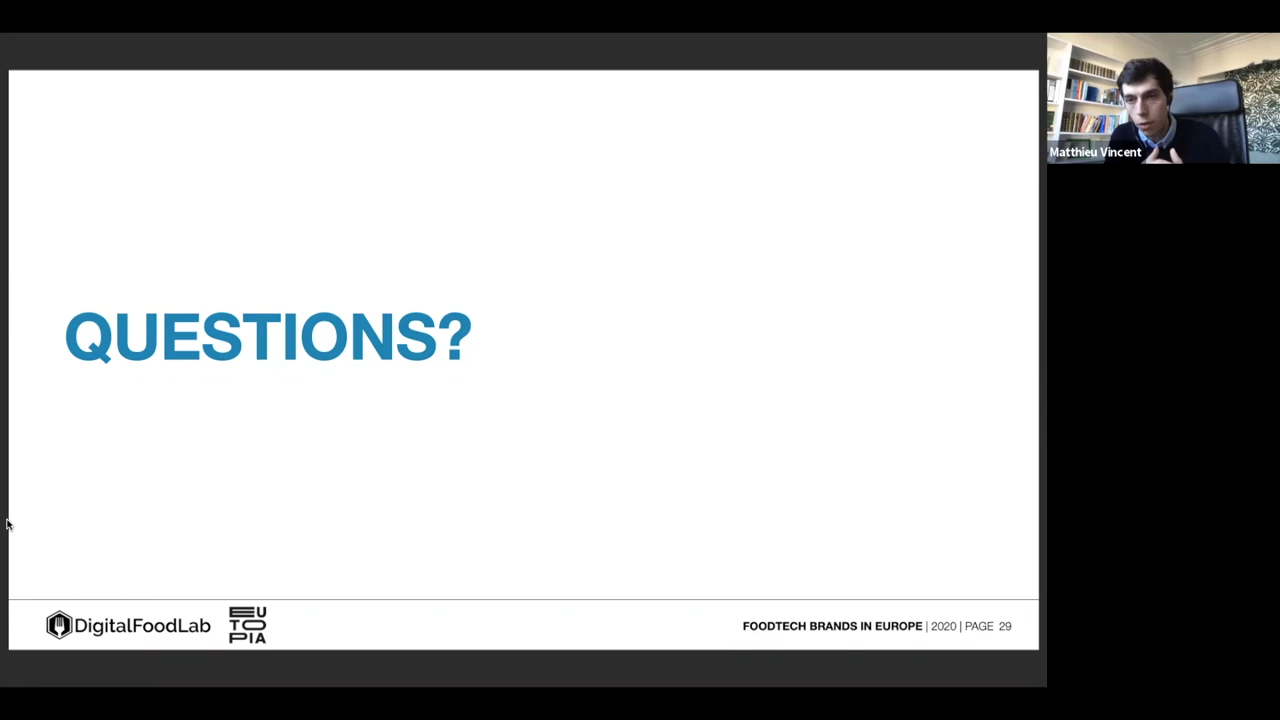 Matthieu Vincent
QUESTIONS?
DigitalFoodLab
EU
TO
PIA
FOODTECH BRANDS IN EUROPE | 2020 | PAGE 29